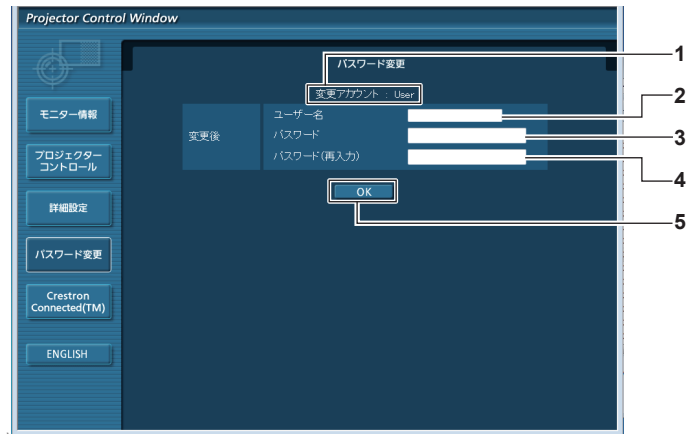 Projector Control Window
パスワード変更
1
変更アカウント : User
2
モニター情報
変更後
ユーザー名
パスワード
3
パスワード(再入力)
4
プロジェクター
コントロール
OK
5
詳細設定
パスワード変更
Crestron
Connected(TM)
ENGLISH